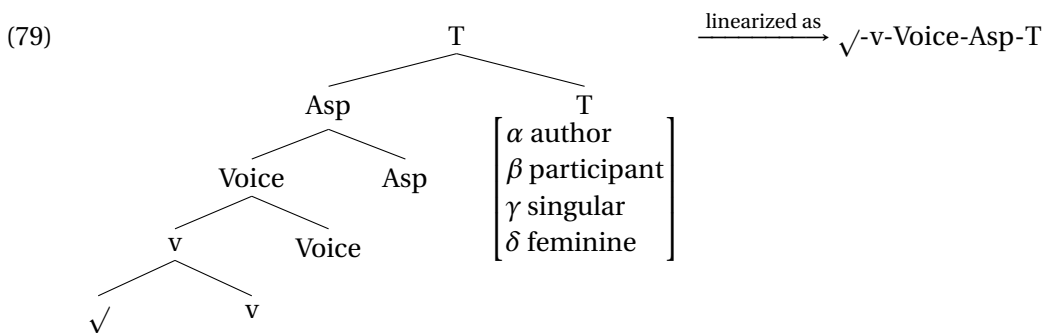 (79) T linearized as √-v-Voice-Asp-T
Asp T
[α author
Voice Asp β participant
γ singular
v Voice δ feminine]
√ v